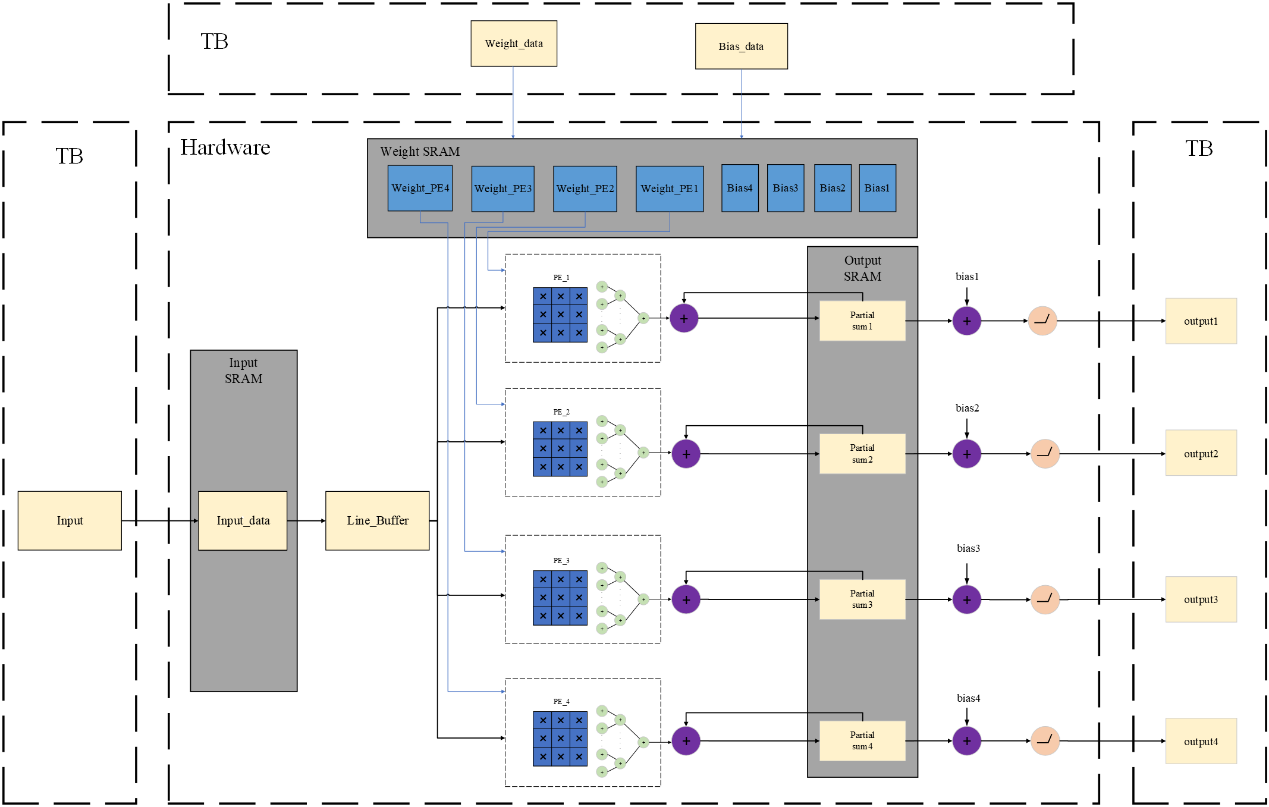 TB
Weight_data
Bias_data
TB
Hardware
TB
Weight SRAM
Weight_PE4
Weight_PE3
Weight_PE2
Weight_PE1
Bias4
Bias3
Bias2
Bias1
PE_1
× × ×
× × ×
× × ×
+
+
+
+
+
+
+
+
Output
SRAM
Partial
sum1
bias1
+
output1
Input
SRAM
PE_2
× × ×
× × ×
× × ×
+
+
+
+
+
+
+
+
Partial
sum2
bias2
+
output2
Input
Input_data
Line_Buffer
PE_3
× × ×
× × ×
× × ×
+
+
+
+
+
+
+
+
Partial
sum3
bias3
+
output3
PE_4
× × ×
× × ×
× × ×
+
+
+
+
+
+
+
+
Partial
sum4
bias4
+
output4